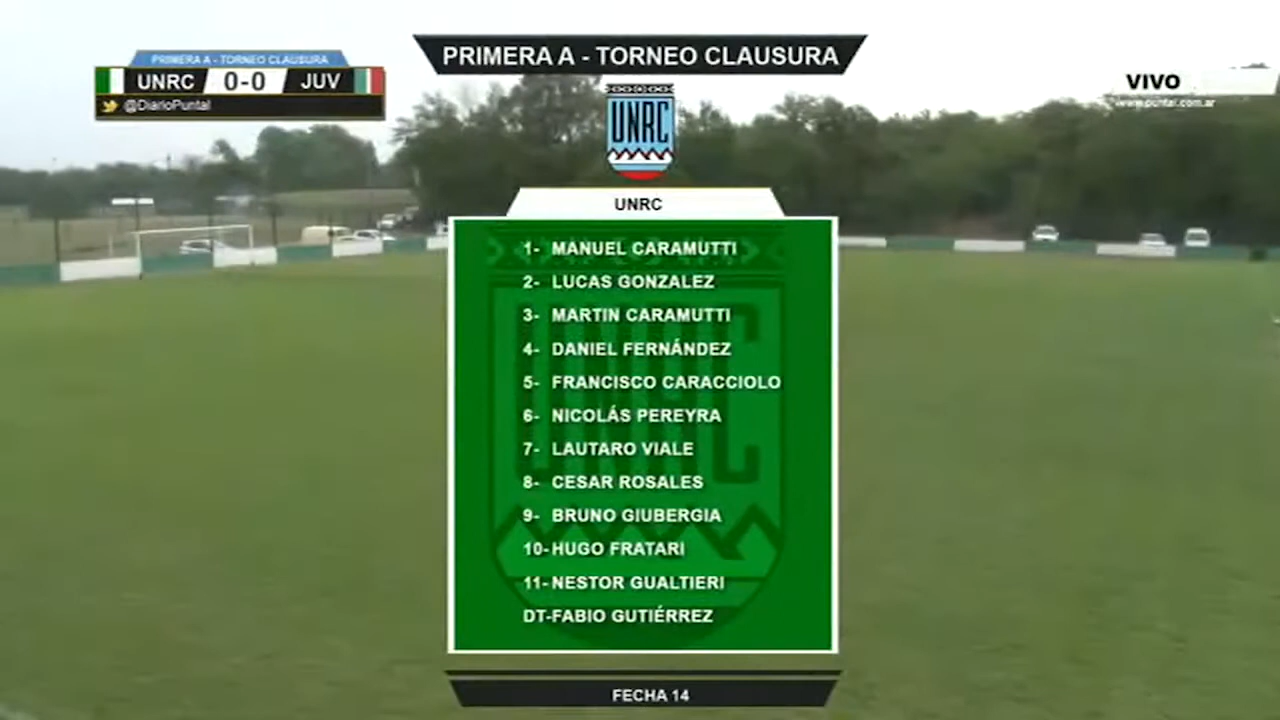 PRIMERA A - TORNEO CLAUSURA
UNRC 0-0 JUV
@DiarioPuntal
PRIMERA A - TORNEO CLAUSURA
VIVO
www.puntal.com.ar
UNRC
UNRC
1- MANUEL CARAMUTTI
2- LUCAS GONZALEZ
3- MARTIN CARAMUTTI
4- DANIEL FERNÁNDEZ
5- FRANCISCO CARACCIOLO
6- NICOLÁS PEREYRA
7- LAUTARO VIALE
8- CESAR ROSALES
9- BRUNO GIUBERGIA
10- HUGO FRATARI
11- NESTOR GUALTIERI
DT- FABIO GUTIÉRREZ
FECHA 14